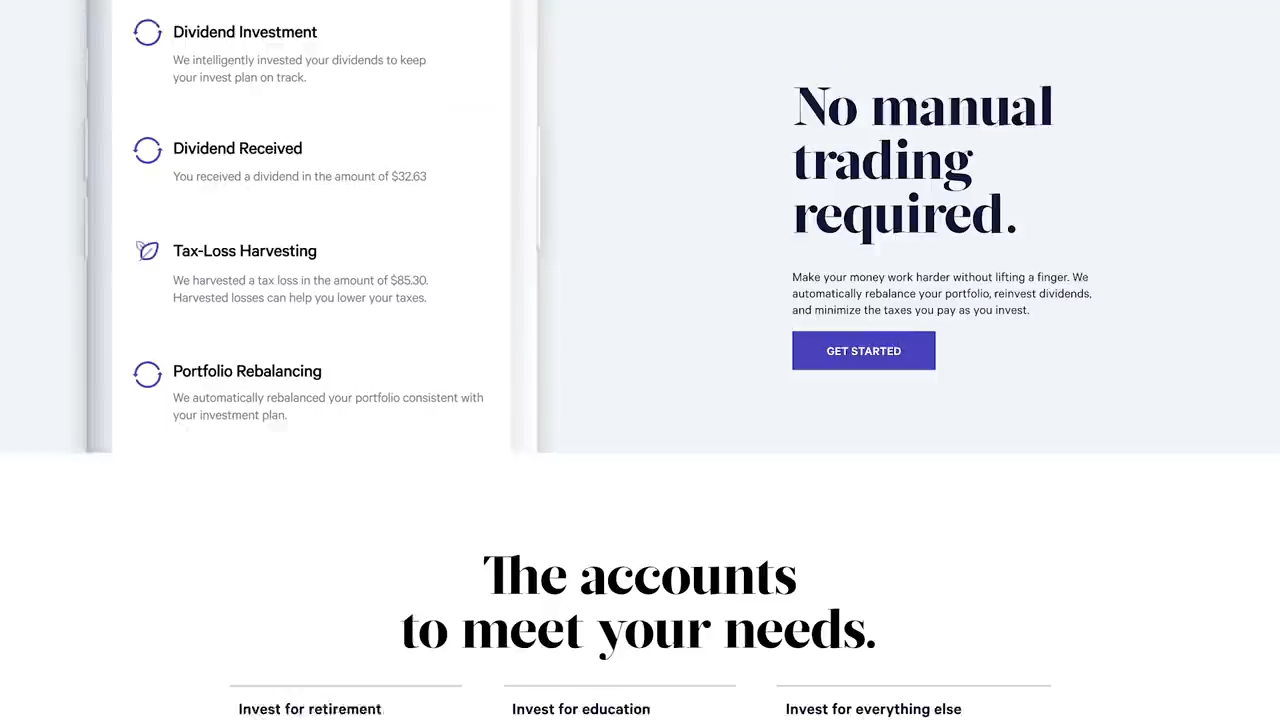 Dividend Investment
We intelligently invested your dividends to keep
your invest plan on track.
Dividend Received
You received a dividend in the amount of $32.63
Tax-Loss Harvesting
We harvested a tax loss in the amount of $85.30.
Harvested losses can help you lower your taxes.
Portfolio Rebalancing
We automatically rebalanced your portfolio consistent with
your investment plan.
No manual
trading
required.
Make your money work harder without lifting a finger. We
automatically rebalance your portfolio, reinvest dividends,
and minimize the taxes you pay as you invest.
GET STARTED
The accounts
to meet your needs.
Invest for retirement
Invest for education
Invest for everything else